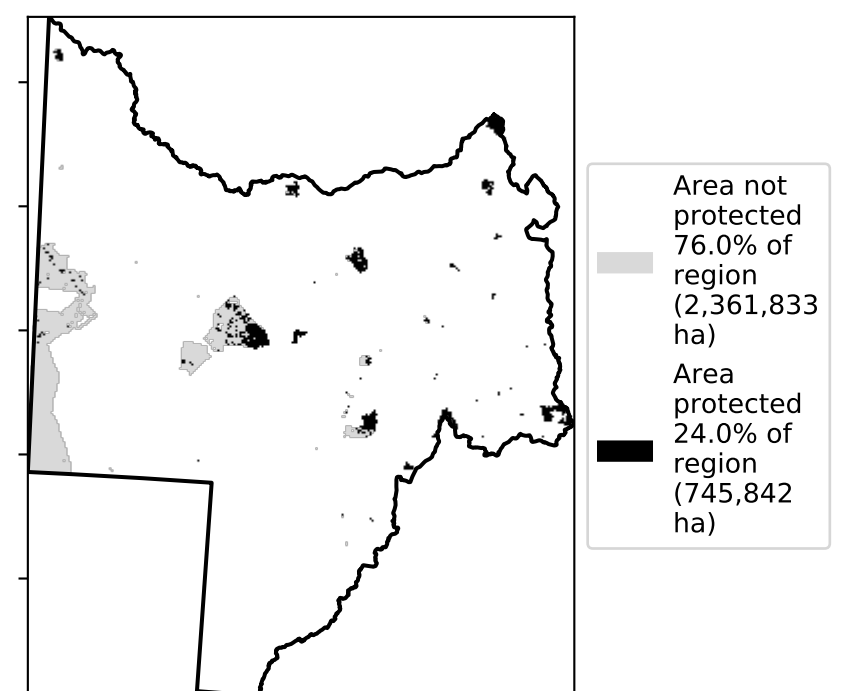 Area not
protected
76.0% of
region
(2,361,833
ha)
Area
protected
24.0% of
region
(745,842
ha)